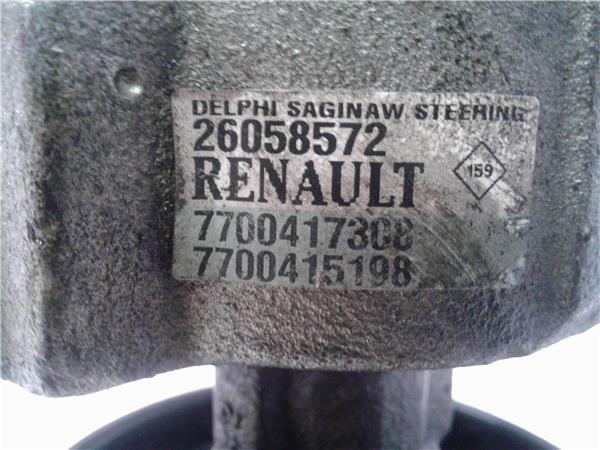 DELPHI SAGINAW STEERING
26058572
RENAULT
159
7700417308
7700415198